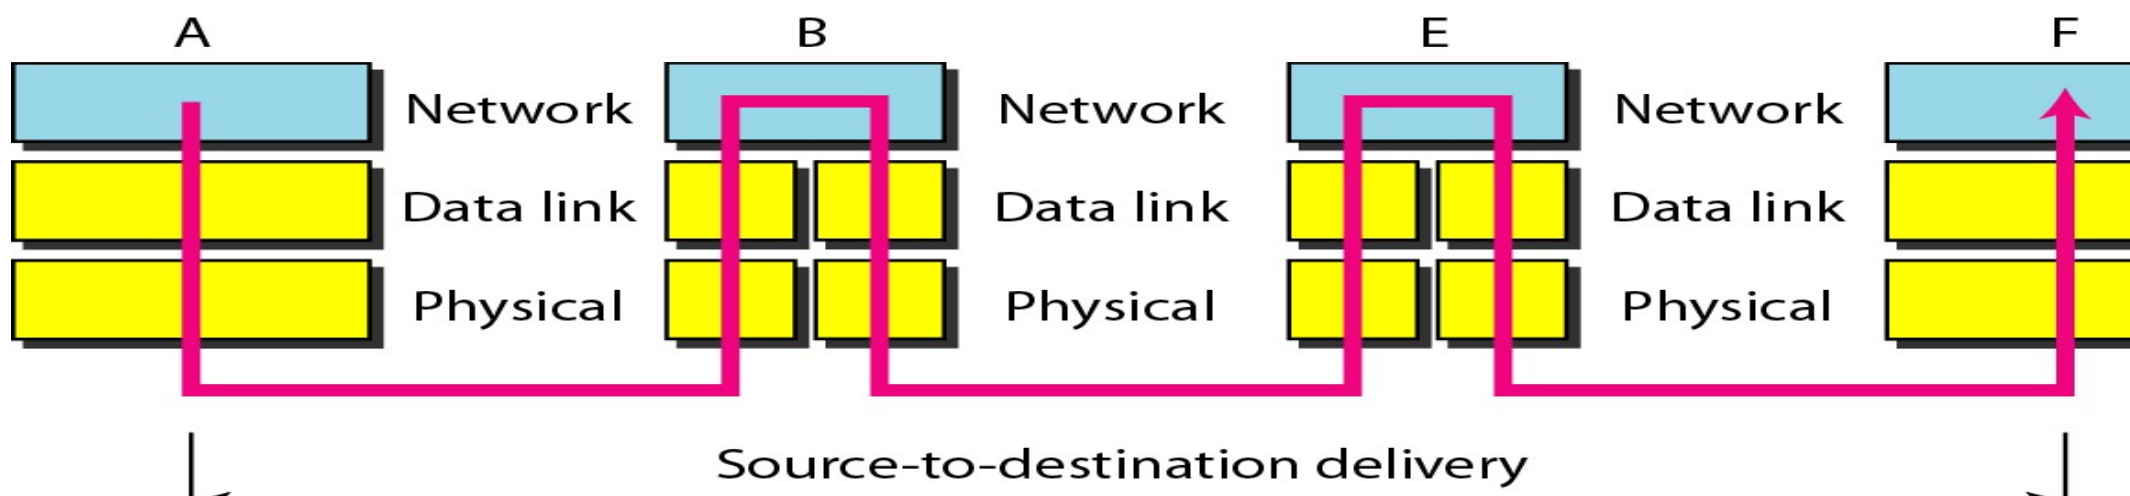 A B E F
Network Network Network
Data link Data link Data link
Physical Physical Physical
Source-to-destination delivery